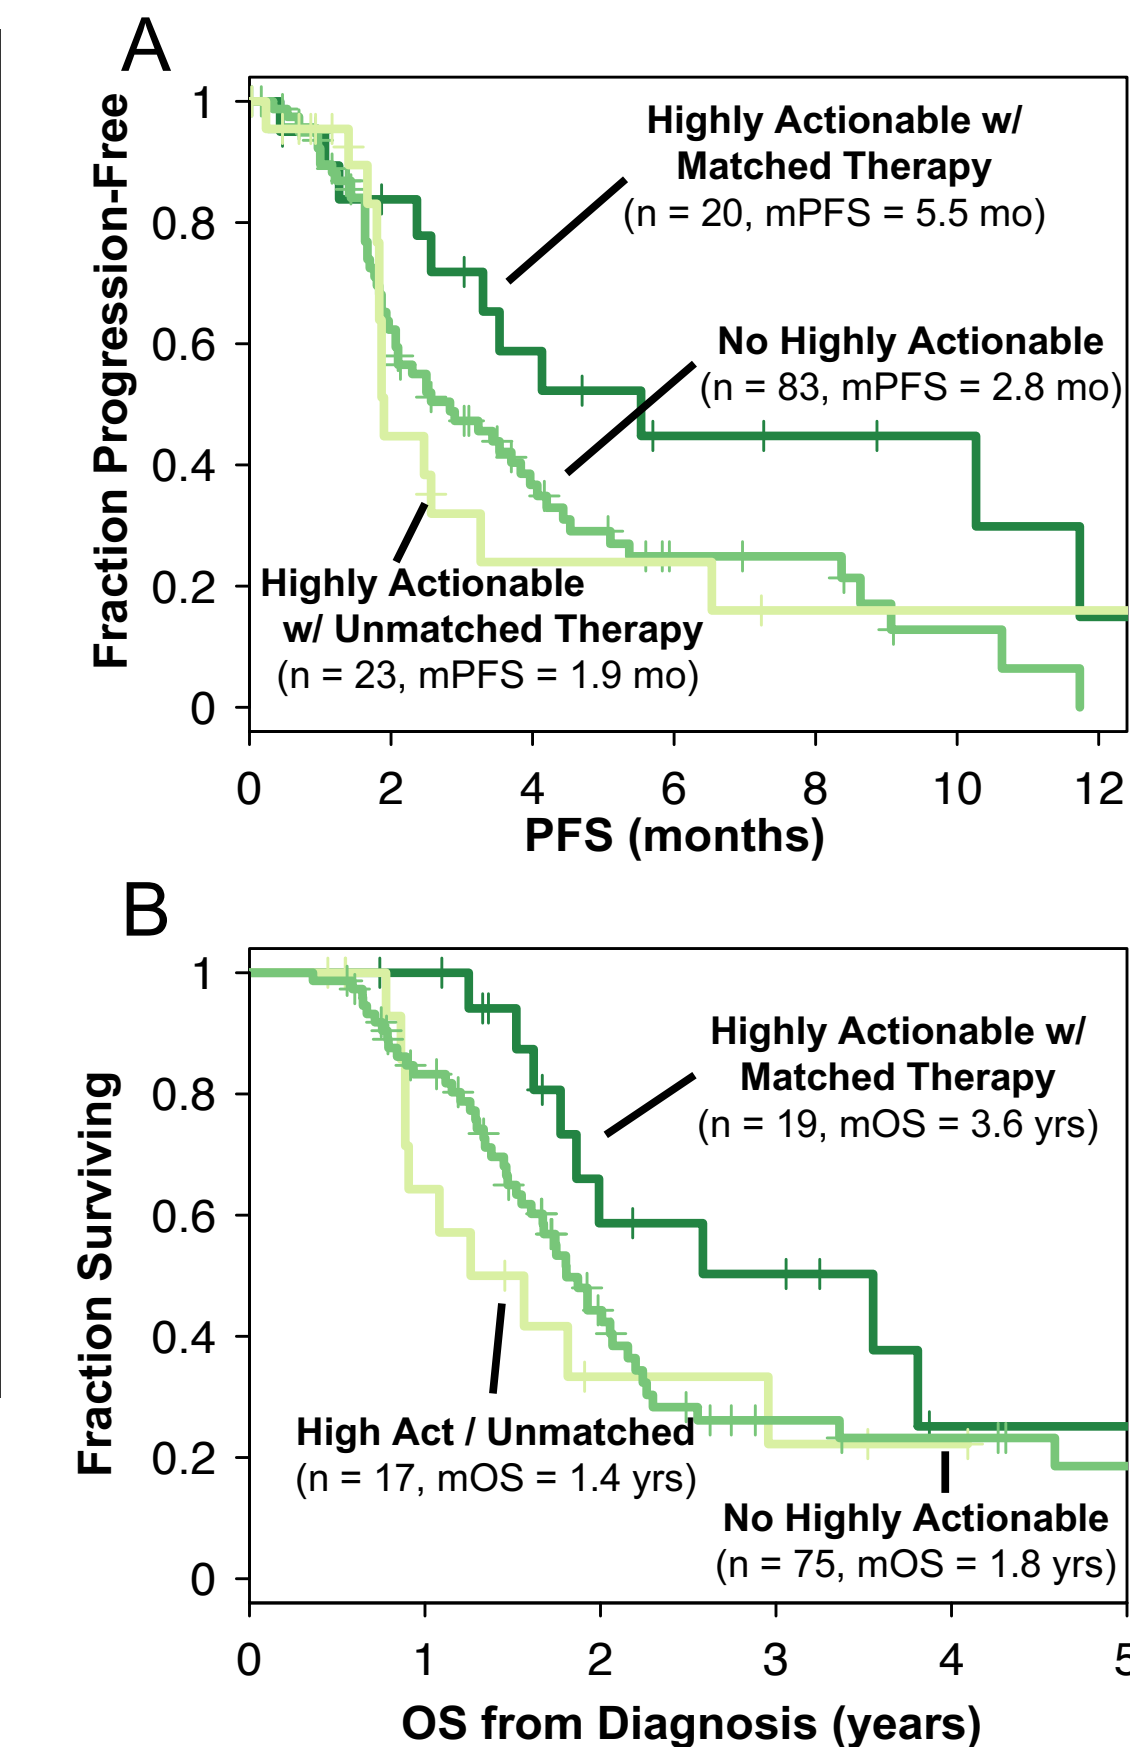 A
Fraction Progression-Free
1
0.8
0.6
0.4
0.2
0
Highly Actionable w/
Matched Therapy
(n = 20, mPFS = 5.5 mo)
No Highly Actionable
(n = 83, mPFS = 2.8 mo)
Highly Actionable
w/ Unmatched Therapy
(n = 23, mPFS = 1.9 mo)
0 2 4 6 8 10 12
PFS (months)
B
Fraction Surviving
1
0.8
0.6
0.4
0.2
0
Highly Actionable w/
Matched Therapy
(n = 19, mOS = 3.6 yrs)
High Act / Unmatched
(n = 17, mOS = 1.4 yrs)
No Highly Actionable
(n = 75, mOS = 1.8 yrs)
0 1 2 3 4 5
OS from Diagnosis (years)